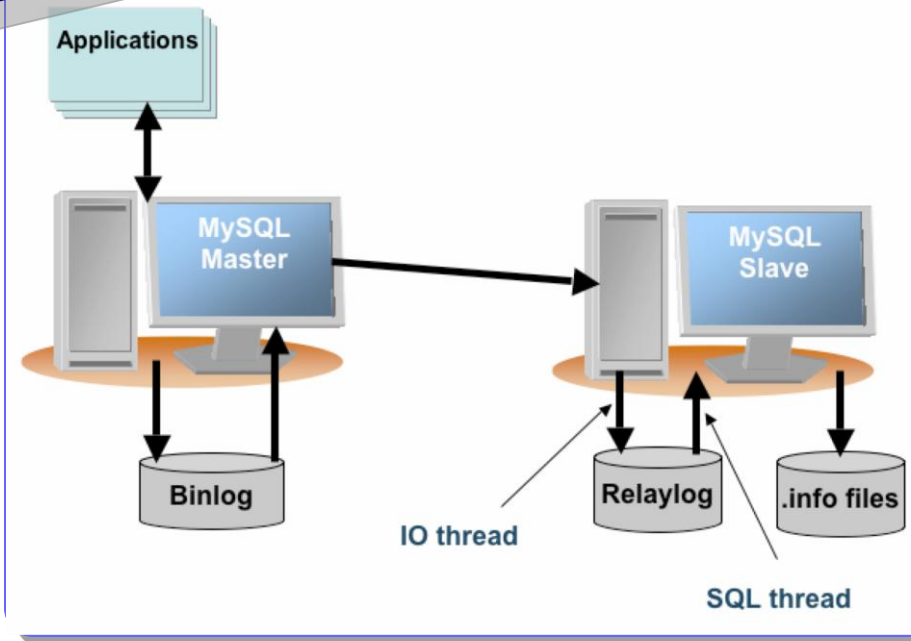 Applications
MySQL
Master
MySQL
Slave
Binlog
Relaylog
.info files
IO thread
SQL thread